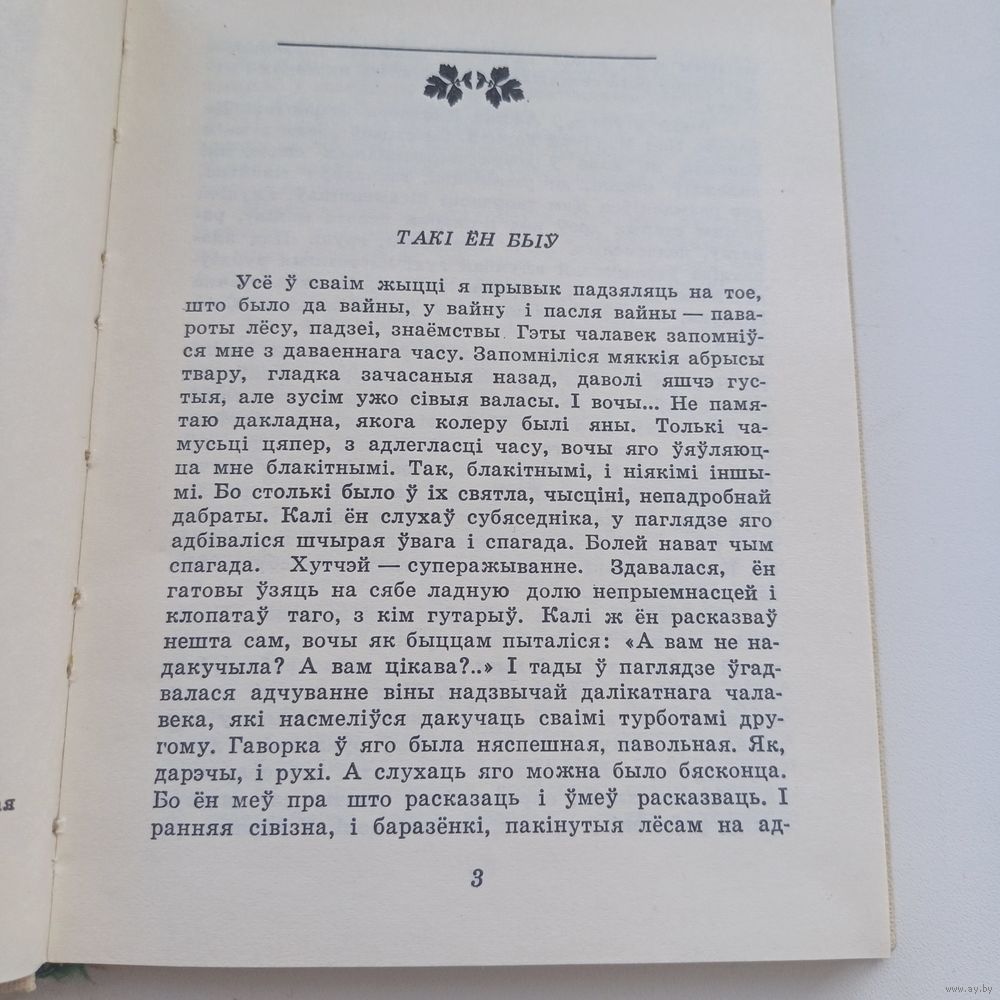 ТАКІ ЁН БЫЎ
Усё ў сваім жыцці я прывык падзяляць на тое,
што было да вайны, у вайну і пасля вайны — пава-
роты лёсу, падзеі, знаёмствы. Гэты чалавек запомніў-
ся мне з даваеннага часу. Запомніліся мяккія абрысы
твару, гладка зачасаныя назад, даволі яшчэ гус-
тыя, але зусім ужо сівыя валасы. І вочы... Не памя-
таю дакладна, якога колеру былі яны. Толькі ча-
мусьці цяпер, з адлегласці часу, вочы яго ўяўляюц-
ца мне блакітнымі. Так, блакітнымі, і ніякімі іншы-
мі. Бо столькі было ў іх святла, чысціні, непадробнай
дабраты. Калі ён слухаў субяседніка, у паглядзе яго
адбіваліся шчырая ўвага і спагада. Болей нават чым
спагада. Хутчэй — суперажыванне. Здавалася, ён
гатовы ўзяць на сябе ладную долю непрыемнасцей і
клопатаў таго, з кім гутарыў. Калі ж ён расказваў
нешта сам, вочы як быццам пыталіся: «А вам не на-
дакучыла? А вам цікава?..» І тады ў паглядзе ўгад-
валася адчуванне віны надзвычай далікатнага чала-
века, які насмеліўся дакучаць сваімі турботамі дру-
гому. Гаворка ў яго была няспешная, павольная. Як,
дарэчы, і рухі. А слухаць яго можна было бясконца.
Бо ён меў пра што расказаць і ўмеў расказваць. І
ранняя сівізна, і баразёнкі, пакінутыя лёсам на ад-
3
www.ay.by